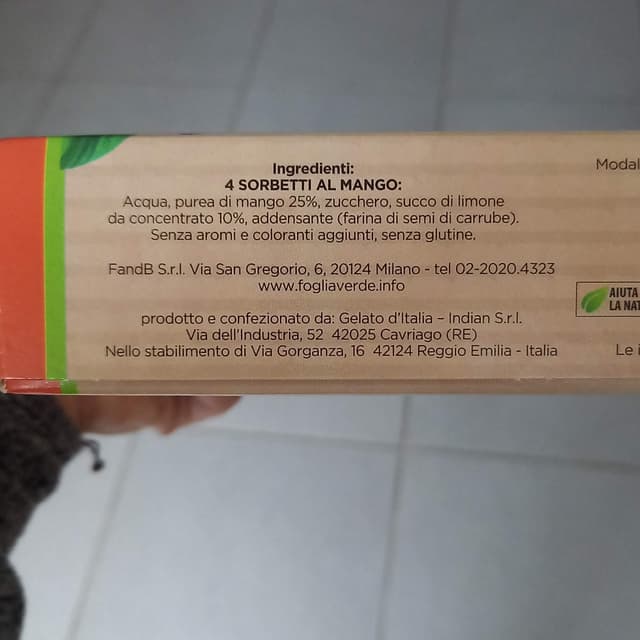 Ingredienti:
4 SORBETTI AL MANGO:
Acqua, purea di mango 25%, zucchero, succo di limone
da concentrato 10%, addensante (farina di semi di carrube).
Senza aromi e coloranti aggiunti, senza glutine.
FandB S.r.l. Via San Gregorio, 6, 20124 Milano - tel 02-2020.4323
www.fogliaverde.info
prodotto e confezionato da: Gelato d'Italia – Indian S.r.l.
Via dell'Industria, 52 42025 Cavriago (RE)
Nello stabilimento di Via Gorganza, 16 42124 Reggio Emilia - Italia
Modal
AIUTA
LA NAT
Le i